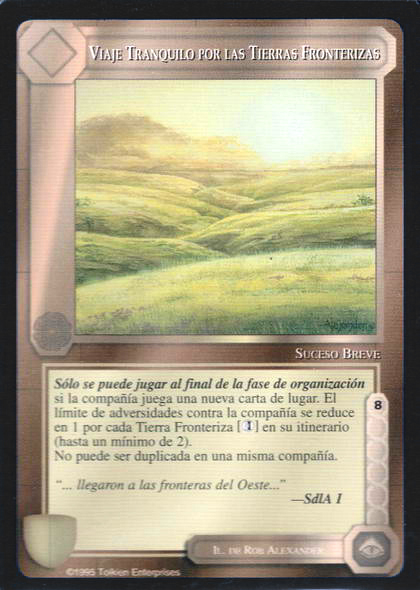 Viaje Tranquilo por las Tierras Fronterizas
Alexander
Suceso Breve
Sólo se puede jugar al final de la fase de organización
si la compañía juega una nueva carta de lugar. El
límite de adversidades contra la compañía se reduce
en 1 por cada Tierra Fronteriza [] en su itinerario
(hasta un mínimo de 2).
No puede ser duplicada en una misma compañía.
8
“... llegaron a las fronteras del Oeste...”
—SdlA I
Il. de Rob Alexander
©1995 Tolkien Enterprises